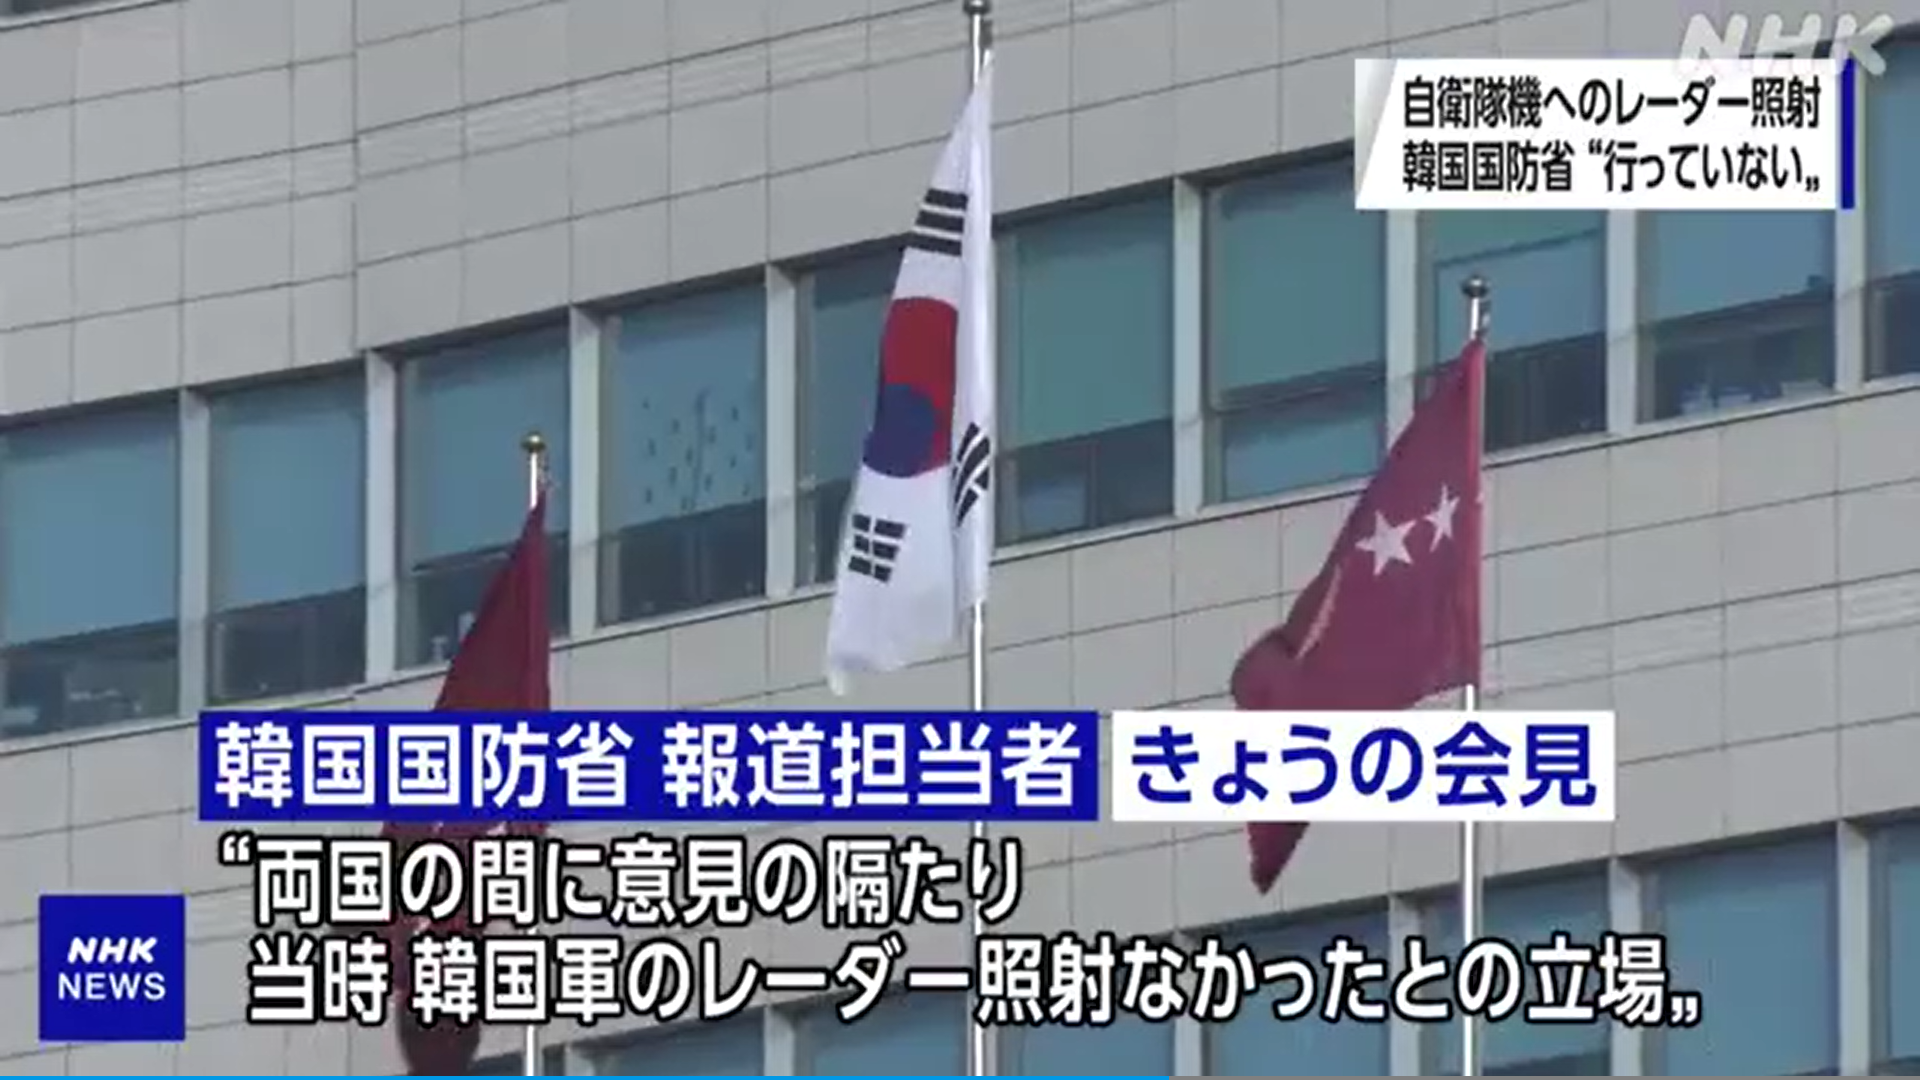 NHK
自衛隊機へのレーダー照射
韓国国防省 “行っていない„
韓国国防省 報道担当者 きょうの会見
“両国の間に意見の隔たり
当時 韓国軍のレーダー照射なかったとの立場„
NHK
NEWS